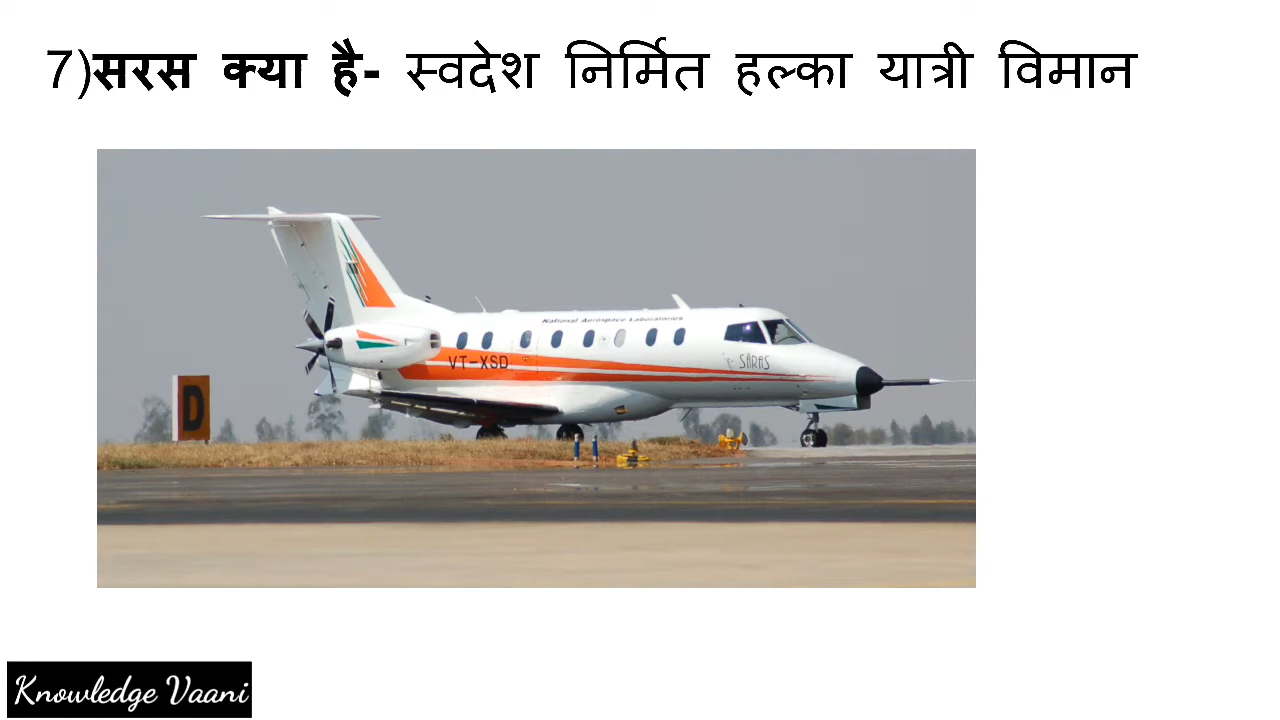 7)सरस क्या है- स्वदेश निर्मित हल्का यात्री विमान
National Aerospace Laboratories
VT-XSD
SARAS
D
Knowledge Vaani